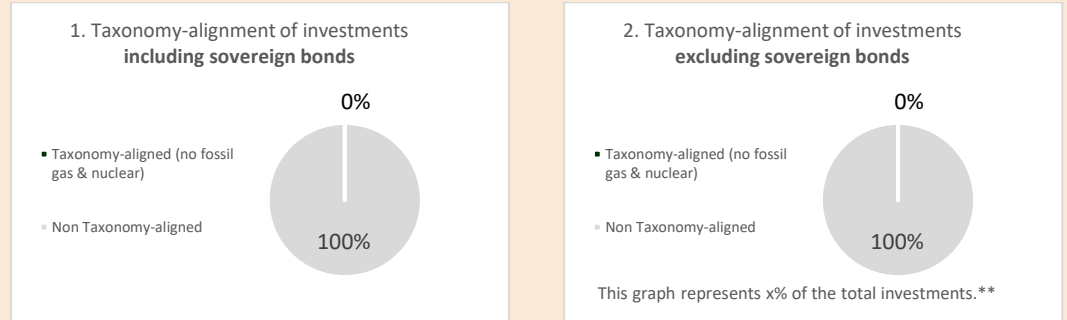 1. Taxonomy-alignment of investments
including sovereign bonds
0%
Taxonomy-aligned (no fossil
gas & nuclear)
Non Taxonomy-aligned
100%
2. Taxonomy-alignment of investments
excluding sovereign bonds
0%
Taxonomy-aligned (no fossil
gas & nuclear)
Non Taxonomy-aligned
100%
This graph represents x% of the total investments.**